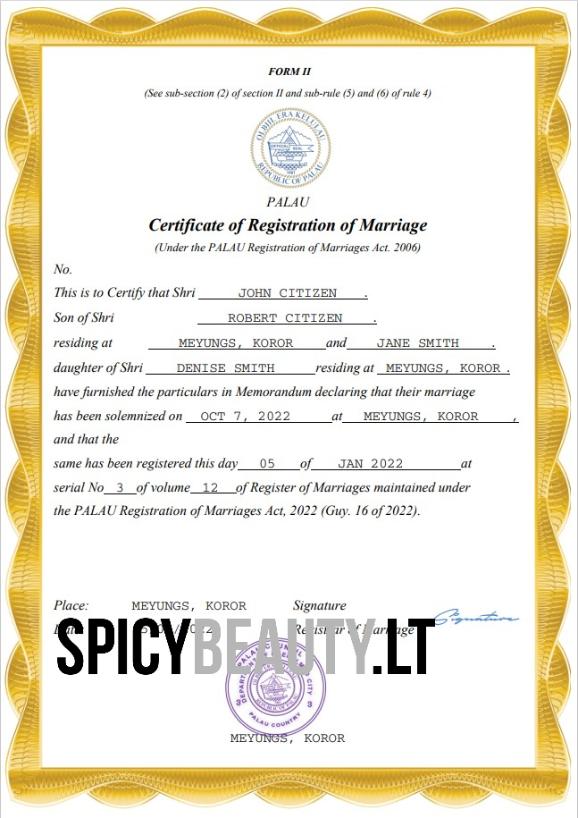 FORM II
(See sub-section (2) of section II and sub-rule (5) and (6) of rule 4)
OLBIIL ERA KELULAU
OFFICIAL SEAL
REPUBLIC OF PALAU
PALAU
Certificate of Registration of Marriage
(Under the PALAU Registration of Marriages Act. 2006)
No.
This is to Certify that Shri JOHN CITIZEN .
Son of Shri ROBERT CITIZEN .
residing at MEYUNGS, KOROR and JANE SMITH .
daughter of Shri DENISE SMITH residing at MEYUNGS, KOROR .
have furnished the particulars in Memorandum declaring that their marriage
has been solemnized on OCT 7, 2022 at MEYUNGS, KOROR ,
and that the
same has been registered this day 05 of JAN 2022 at
serial No 3 of volume 12 of Register of Marriages maintained under
the PALAU Registration of Marriages Act, 2022 (Guy. 16 of 2022).
Place: MEYUNGS, KOROR Signature Signature
Registrar of Marriage
SPICYBEAUTY.LT
PALAU COUNCIL
CITY
PALAU COUNTRY
MEYUNGS, KOROR